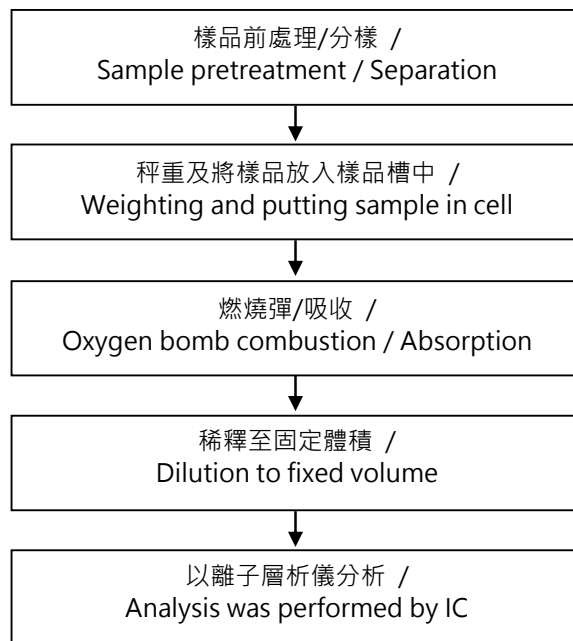 樣品前處理/分樣 /
Sample pretreatment / Separation
秤重及將樣品放入樣品槽中 /
Weighting and putting sample in cell
燃燒彈/吸收 /
Oxygen bomb combustion / Absorption
稀釋至固定體積 /
Dilution to fixed volume
以離子層析儀分析 /
Analysis was performed by IC